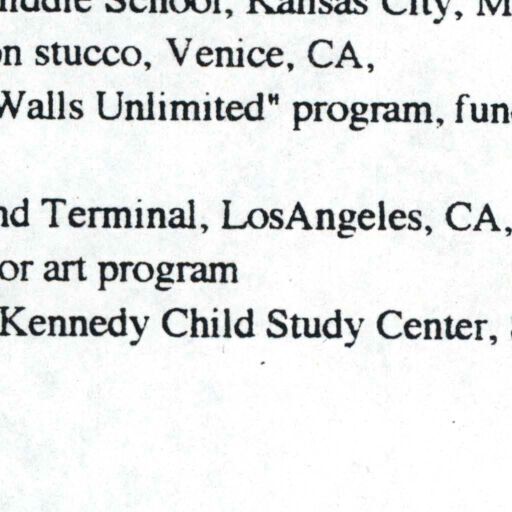 Middle School, Kansas City, M
on stucco, Venice, CA,
Walls Unlimited" program, fun
nd Terminal, LosAngeles, CA,
or art program
Kennedy Child Study Center,